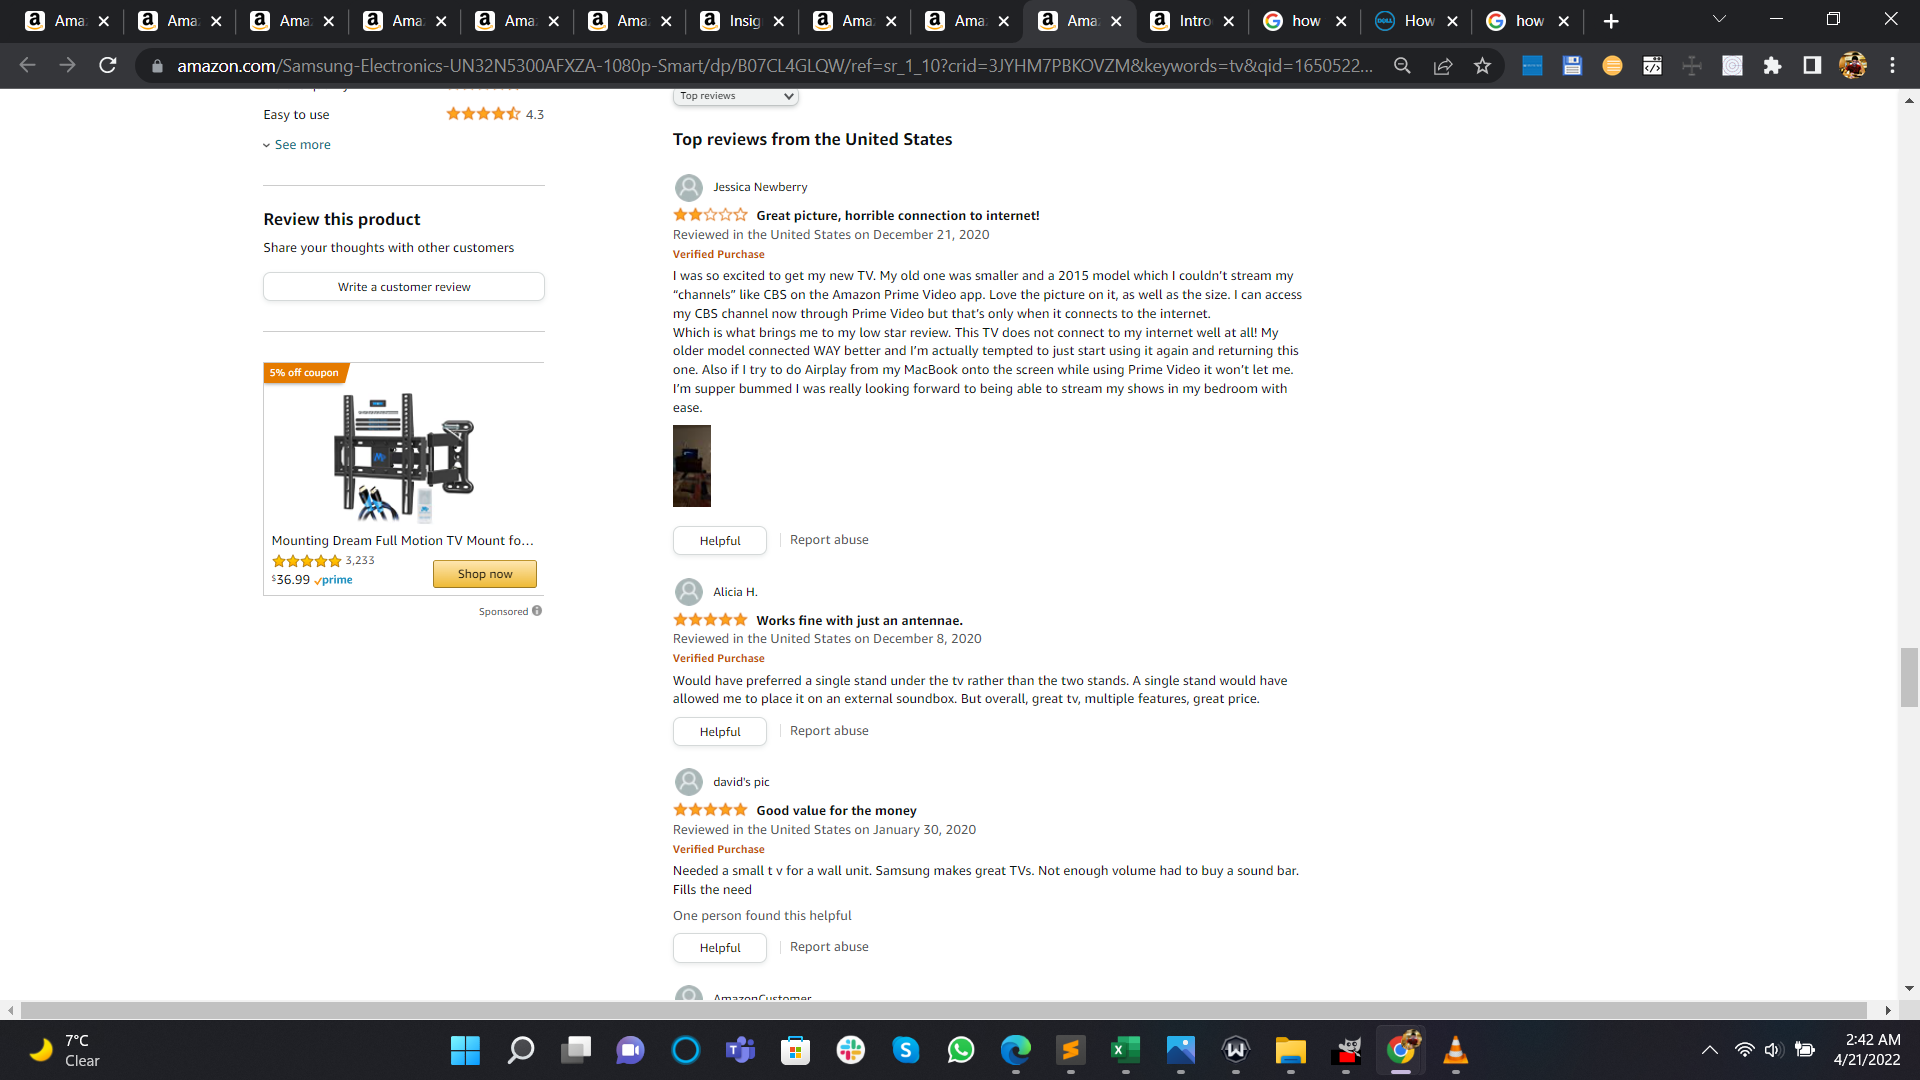 Ama
Ama
Ama
Ama
Ama
Ama
Insig
Ama
Ama
Ama
Intro
how
How
how
amazon.com/Samsung-Electronics-UN32N5300AFXZA-1080p-Smart/dp/B07CL4GLQW/ref=sr_1_10?crid=3JYHM7PBKOVZM&keywords=tv&qid=1650522...
Easy to use 4.3
See more
Review this product
Share your thoughts with other customers
Write a customer review
5% off coupon
Mounting Dream Full Motion TV Mount fo...
3,233
$36.99 prime
Shop now
Sponsored
Top reviews
Top reviews from the United States
Jessica Newberry
Great picture, horrible connection to internet!
Reviewed in the United States on December 21, 2020
Verified Purchase
I was so excited to get my new TV. My old one was smaller and a 2015 model which I couldn’t stream my
“channels” like CBS on the Amazon Prime Video app. Love the picture on it, as well as the size. I can access
my CBS channel now through Prime Video but that’s only when it connects to the internet.
Which is what brings me to my low star review. This TV does not connect to my internet well at all! My
older model connected WAY better and I’m actually tempted to just start using it again and returning this
one. Also if I try to do Airplay from my MacBook onto the screen while using Prime Video it won’t let me.
I’m supper bummed I was really looking forward to being able to stream my shows in my bedroom with
ease.
Helpful
Report abuse
Alicia H.
Works fine with just an antennae.
Reviewed in the United States on December 8, 2020
Verified Purchase
Would have preferred a single stand under the tv rather than the two stands. A single stand would have
allowed me to place it on an external soundbox. But overall, great tv, multiple features, great price.
Helpful
Report abuse
david's pic
Good value for the money
Reviewed in the United States on January 30, 2020
Verified Purchase
Needed a small t v for a wall unit. Samsung makes great TVs. Not enough volume had to buy a sound bar.
Fills the need
One person found this helpful
Helpful
Report abuse
AmazonCustomer
7°C
Clear
2:42 AM
4/21/2022